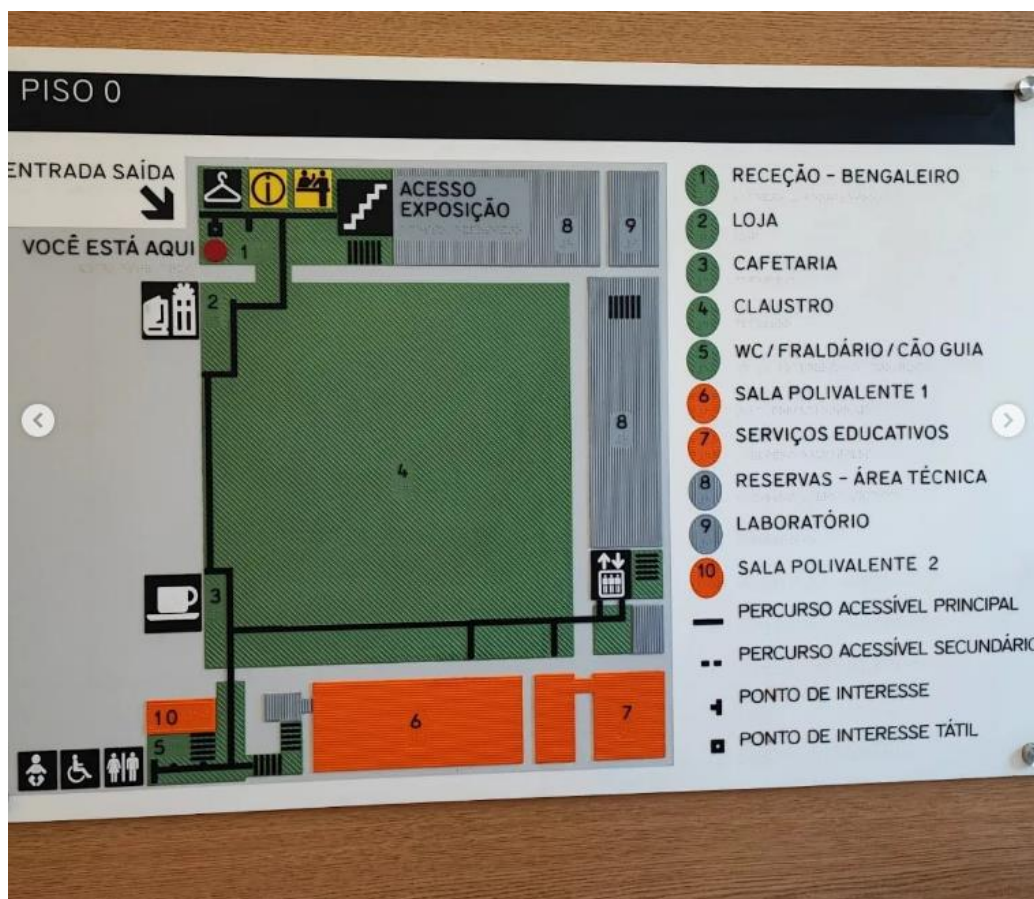 PISO 0
ENTRADA SAÍDA
VOCÊ ESTÁ AQUI
ACESSO
EXPOSIÇÃO
1
2
3
4
5
6
7
8
8
9
10
1 RECEÇÃO - BENGALEIRO
2 LOJA
3 CAFETARIA
4 CLAUSTRO
5 WC / FRALDÁRIO / CÃO GUIA
6 SALA POLIVALENTE 1
7 SERVIÇOS EDUCATIVOS
8 RESERVAS - ÁREA TÉCNICA
9 LABORATÓRIO
10 SALA POLIVALENTE 2
PERCURSO ACESSÍVEL PRINCIPAL
PERCURSO ACESSÍVEL SECUNDÁRIO
PONTO DE INTERESSE
PONTO DE INTERESSE TÁTIL